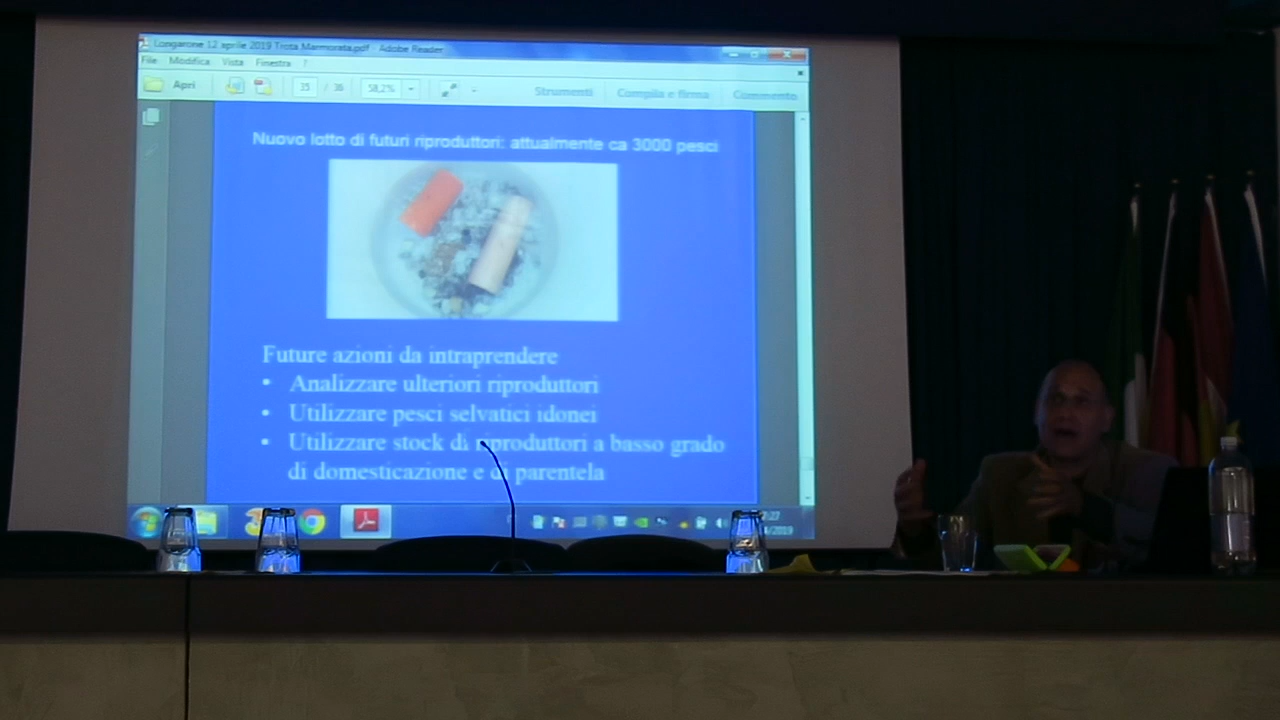 Longarone 12 aprile 2019 Trota Marmorata.pdf - Adobe Reader
File Modifica Vista Finestra ?
Apri 35 / 36 58,2% Strumenti Compila e firma Commento
Nuovo lotto di futuri riproduttori: attualmente ca 3000 pesci
Future azioni da intraprendere
• Analizzare ulteriori riproduttori
• Utilizzare pesci selvatici idonei
• Utilizzare stock di riproduttori a basso grado
di domesticazione e di parentela